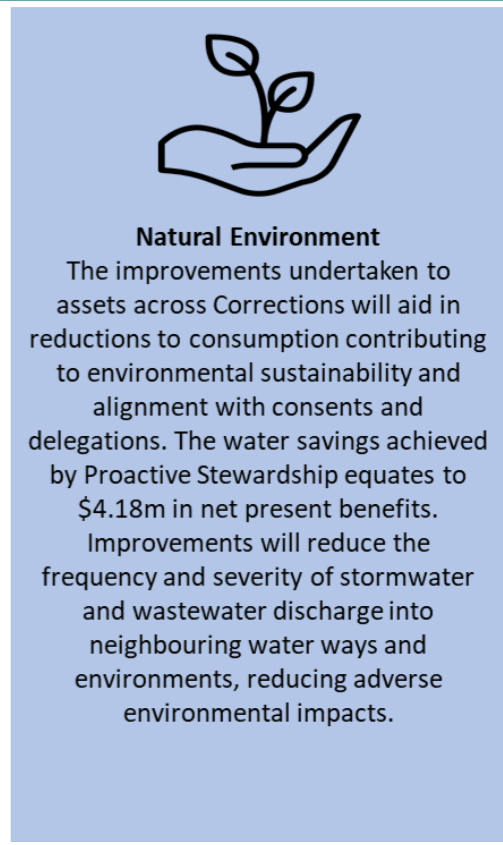 Natural Environment
The improvements undertaken to
assets across Corrections will aid in
reductions to consumption contributing
to environmental sustainability and
alignment with consents and
delegations. The water savings achieved
by Proactive Stewardship equates to
$4.18m in net present benefits.
Improvements will reduce the
frequency and severity of stormwater
and wastewater discharge into
neighbouring water ways and
environments, reducing adverse
environmental impacts.